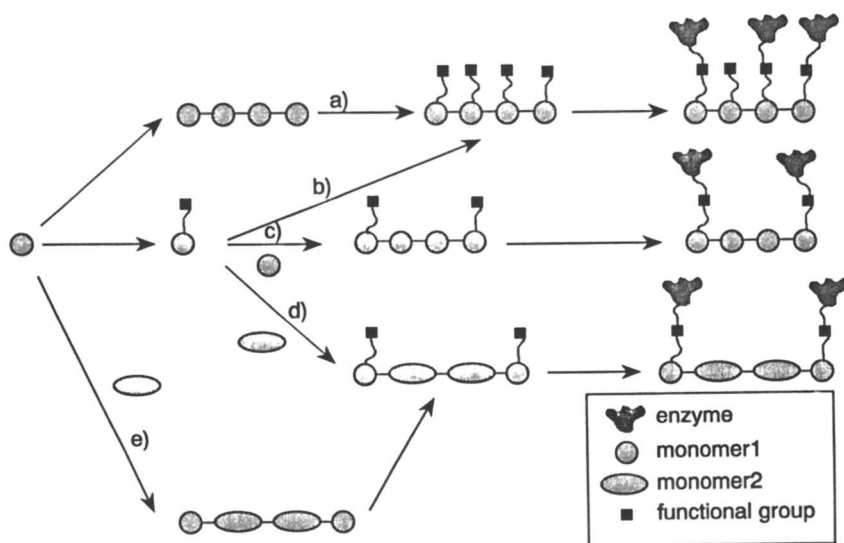 a)
b)
c)
d)
e)
enzyme
monomer1
monomer2
functional group